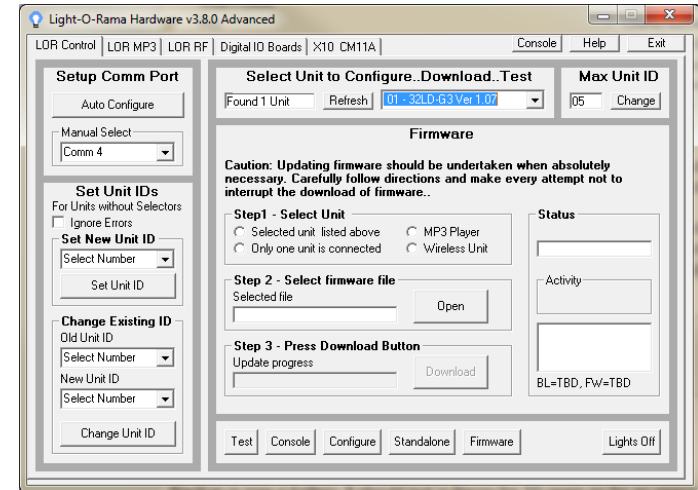 Light-O-Rama Hardware v3.8.0 Advanced
LOR Control LOR MP3 LOR RF Digital IO Boards X10 CM11A Console Help Exit
Setup Comm Port
Auto Configure
Manual Select
Comm 4
Set Unit IDs
For Units without Selectors
Ignore Errors
Set New Unit ID
Select Number
Set Unit ID
Change Existing ID
Old Unit ID
Select Number
New Unit ID
Select Number
Change Unit ID
Select Unit to Configure..Download..Test
Found 1 Unit Refresh 01 - 32LD-G3 Ver 1.07
Max Unit ID
05 Change
Firmware
Caution: Updating firmware should be undertaken when absolutely
necessary. Carefully follow directions and make every attempt not to
interrupt the download of firmware..
Step1 - Select Unit
Selected unit listed above MP3 Player
Only one unit is connected Wireless Unit
Step 2 - Select firmware file
Selected file
Open
Step 3 - Press Download Button
Update progress
Download
Status
Activity
BL=TBD, FW=TBD
Test Console Configure Standalone Firmware Lights Off